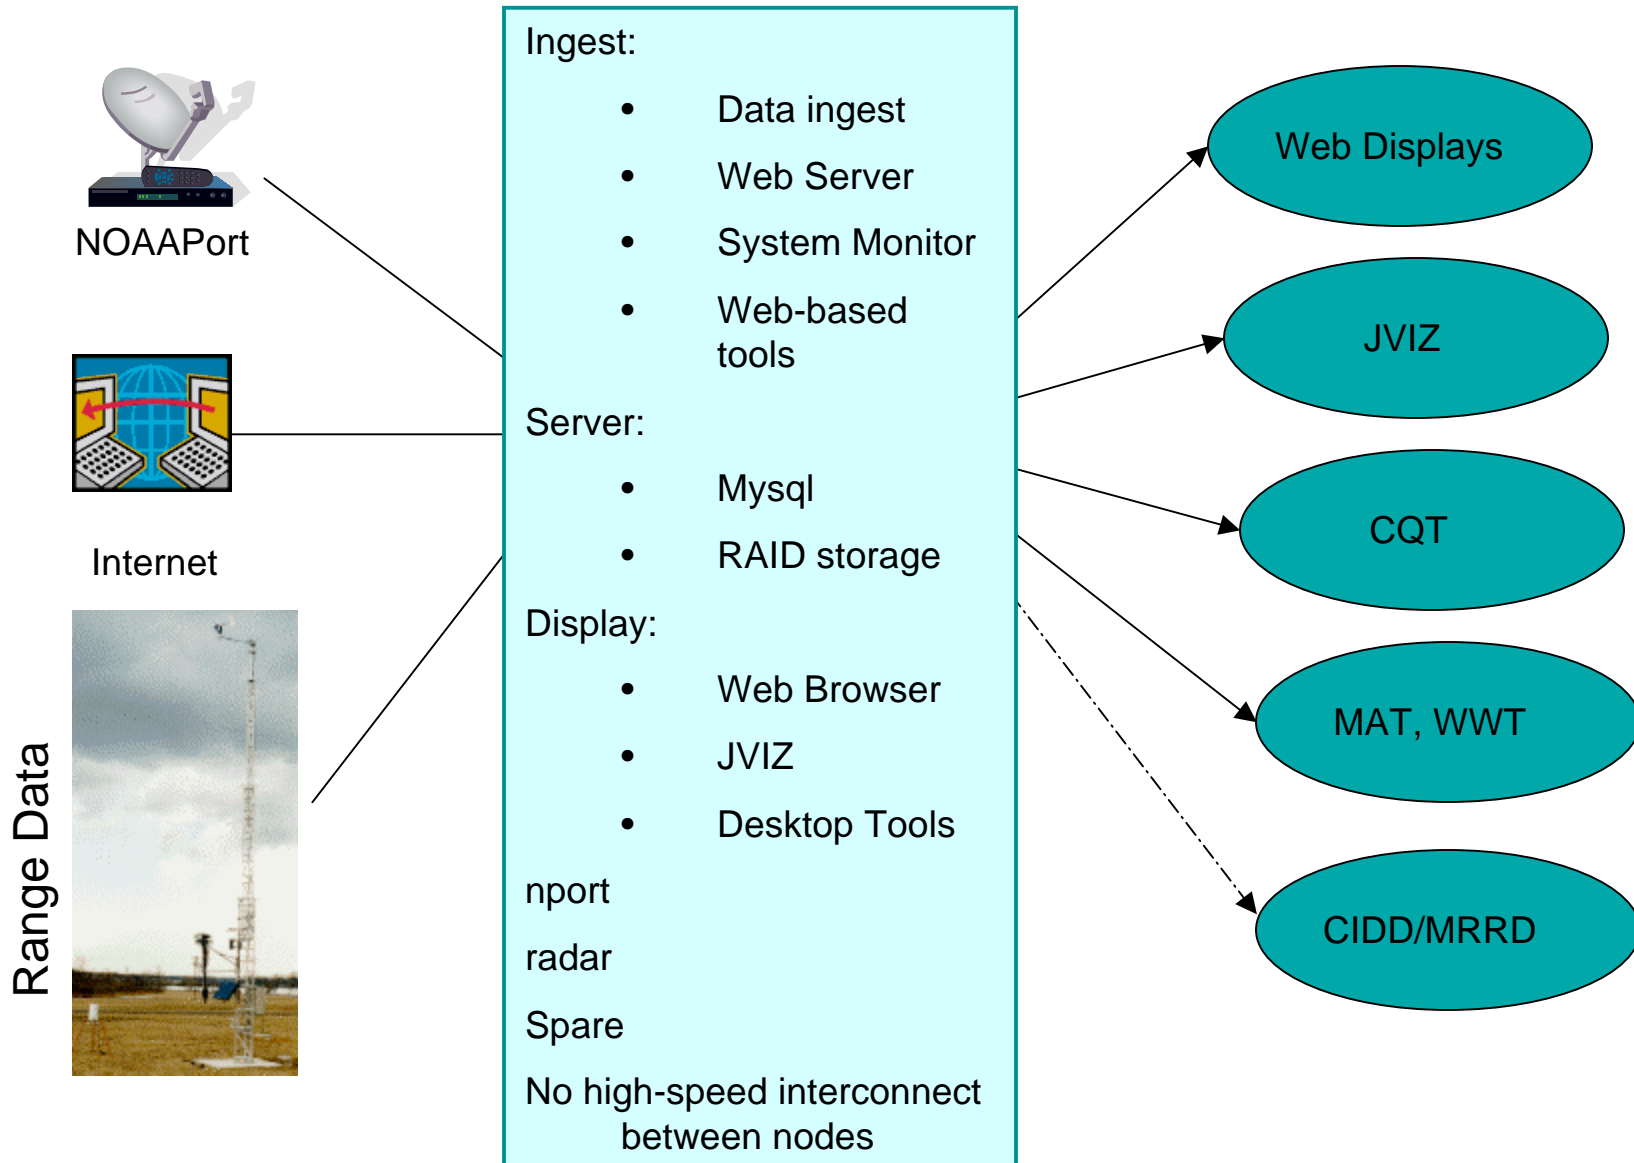 NOAAPort
Internet
Range Data
Ingest:
• Data ingest
• Web Server
• System Monitor
• Web-based
tools
Server:
• Mysql
• RAID storage
Display:
• Web Browser
• JVIZ
• Desktop Tools
nport
radar
Spare
No high-speed interconnect
between nodes
Web Displays
JVIZ
CQT
MAT, WWT
CIDD/MRRD